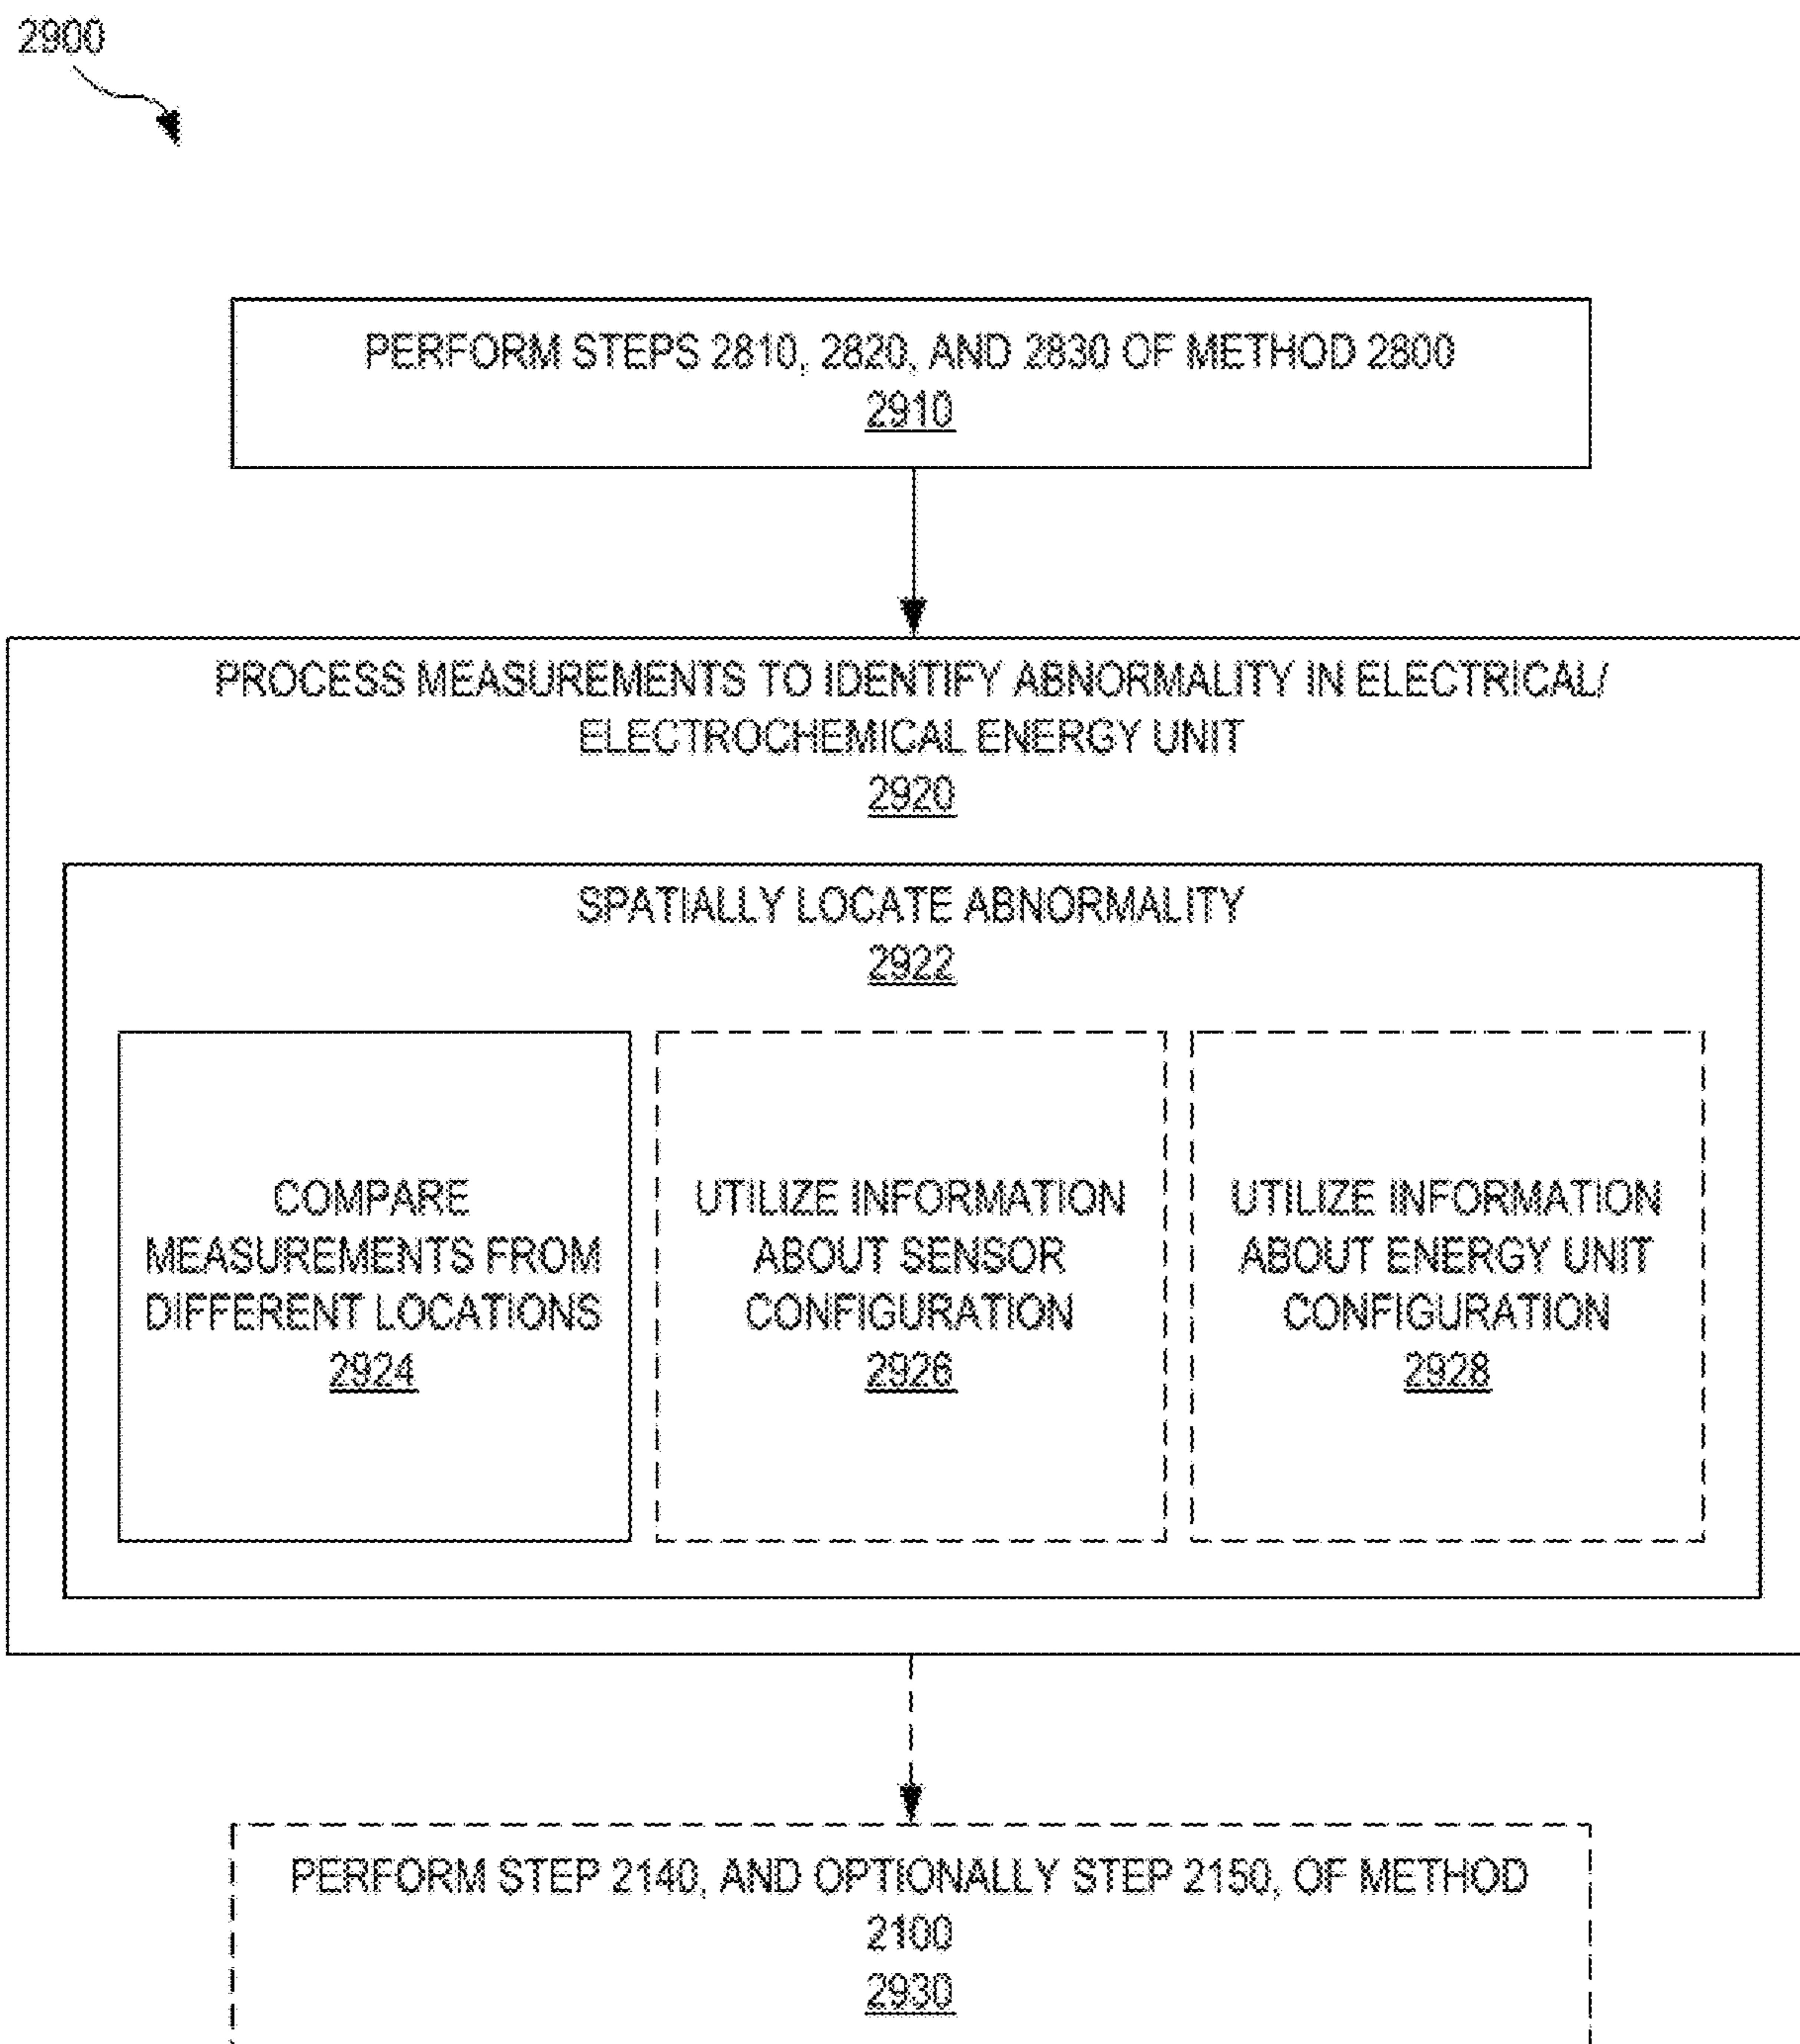 2900
PERFORM STEPS 2810, 2820, AND 2830 OF METHOD 2800
2910
PROCESS MEASUREMENTS TO IDENTIFY ABNORMALITY IN ELECTRICAL/
ELECTROCHEMICAL ENERGY UNIT
2920
SPATIALLY LOCATE ABNORMALITY
2922
COMPARE
MEASUREMENTS FROM
DIFFERENT LOCATIONS
2924
UTILIZE INFORMATION
ABOUT SENSOR
CONFIGURATION
2926
UTILIZE INFORMATION
ABOUT ENERGY UNIT
CONFIGURATION
2928
PERFORM STEP 2140, AND OPTIONALLY STEP 2150, OF METHOD
2100
2930